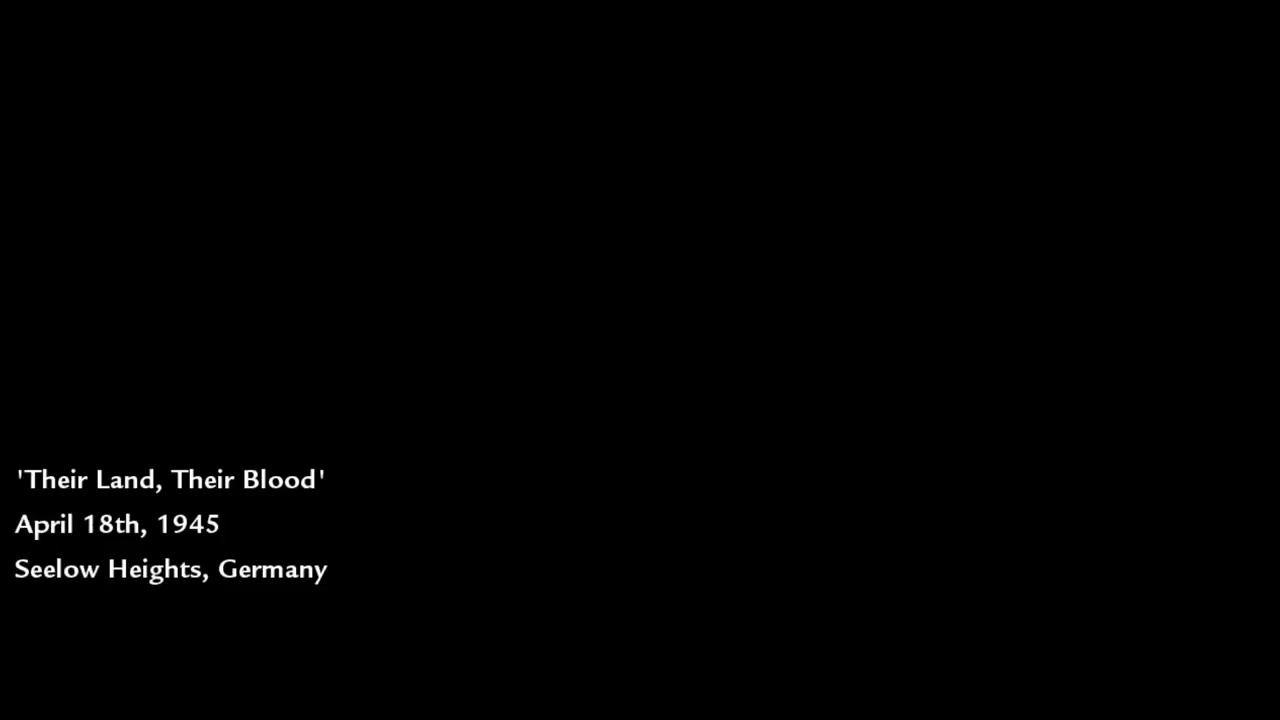 'Their Land, Their Blood'
April 18th, 1945
Seelow Heights, Germany